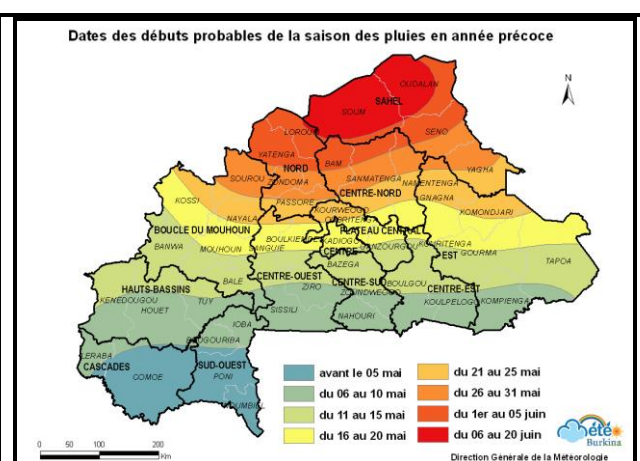 Dates des débuts probables de la saison des pluies en année précoce
N
OUDALAN
SAHEL
SOUM
LOROUM
SENO
YATENGA
BAM
NORD
SOUROU
ZONDOMA
SANMATENGA
NAMENTENGA
YAGHA
CENTRE-NORD
GNAGNA
KOSSI
PASSORE
KOURWEOGO
KOMONDJARI
OUBRITENGA
NAYALA
BOUCLE DU MOUHOUN
PLATEAU CENTRAL
BOULKIEMDE
KADIOGO
BANWA
MOUHOUN
SANGUIE
CENTRE
GANZOURGOU
KOURITENGA
EST
GOURMA
BAZEGA
TAPOA
BALE
CENTRE-OUEST
CENTRE-SUD
BOULGOU
HAUTS-BASSINS
ZIRO
ZOUNDWEOGO
CENTRE-EST
KENEDOUGOU
TUY
KOULPELOGO
KOMPIENGA
HOUET
SISSILI
NAHOURI
IOBA
BOUGOURIBA
LERABA
CASCADES
SUD-OUEST
COMOE
PONI
NOUMBIEL
avant le 05 mai
du 21 au 25 mai
du 06 au 10 mai
du 26 au 31 mai
du 11 au 15 mai
du 1er au 05 juin
du 16 au 20 mai
du 06 au 20 juin
Météo
Burkina
0 50 100 200
Km
Direction Générale de la Météorologie